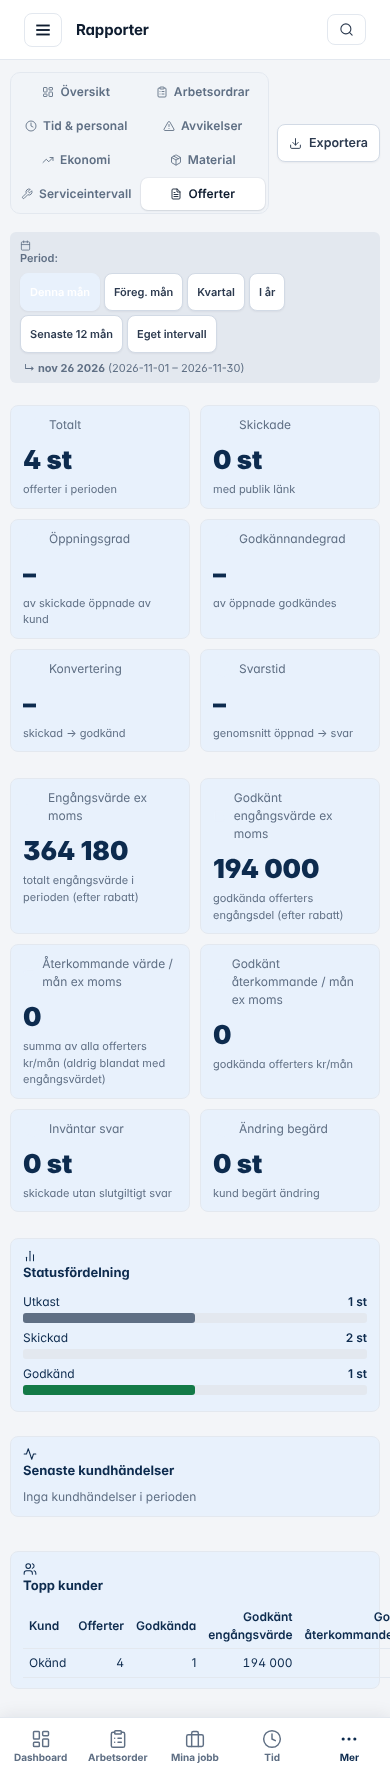 Rapporter
Översikt
Arbetsordrar
Tid & personal
Avvikelser
Ekonomi
Material
Serviceintervall
Offerter
Exportera
Period:
Denna mån
Föreg. mån
Kvartal
I år
Senaste 12 mån
Eget intervall
↳ nov 26 2026 (2026-11-01 – 2026-11-30)
Totalt
4 st
offerter i perioden
Skickade
0 st
med publik länk
Öppningsgrad
–
av skickade öppnade av
kund
Godkännandegrad
–
av öppnade godkändes
Konvertering
–
skickad → godkänd
Svarstid
–
genomsnitt öppnad → svar
Engångsvärde ex
moms
364 180
totalt engångsvärde i
perioden (efter rabatt)
Godkänt
engångsvärde ex
moms
194 000
godkända offerters
engångsdel (efter rabatt)
Återkommande värde /
mån ex moms
0
summa av alla offerters
kr/mån (aldrig blandat med
engångsvärdet)
Godkänt
återkommande / mån
ex moms
0
godkända offerters kr/mån
Inväntar svar
0 st
skickade utan slutgiltigt svar
Ändring begärd
0 st
kund begärt ändring
Statusfördelning
Utkast 1 st
Skickad 2 st
Godkänd 1 st
Senaste kundhändelser
Inga kundhändelser i perioden
Topp kunder
Kund Offerter Godkända Godkänt engångsvärde Go återkommande
Okänd 4 1 194 000
Dashboard
Arbetsorder
Mina jobb
Tid
Mer